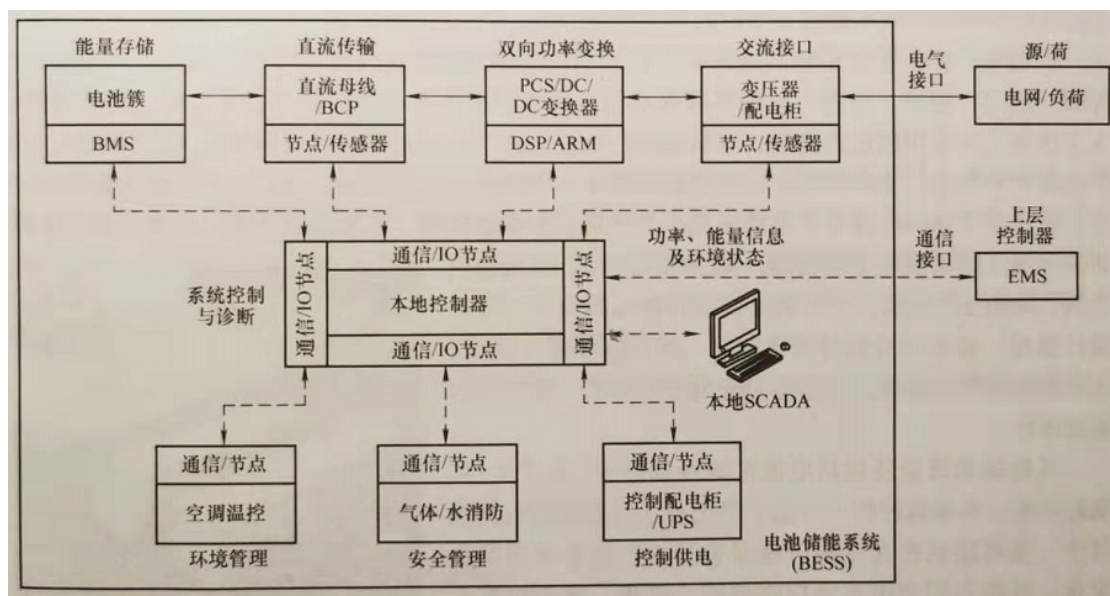 能量存储
直流传输
双向功率变换
交流接口
电气
接口
源/荷
电池簇
直流母线
/BCP
PCS/DC/
DC变换器
变压器
/配电柜
电网/负荷
BMS
节点/传感器
DSP/ARM
节点/传感器
上层
控制器
通信
接口
EMS
功率、能量信息
及环境状态
系统控制
与诊断
通信/IO节点
通信/IO节点
本地控制器
通信/IO节点
通信/IO节点
本地SCADA
通信/节点
空调温控
环境管理
通信/节点
气体/水消防
安全管理
通信/节点
控制配电柜
/UPS
控制供电
电池储能系统
(BESS)